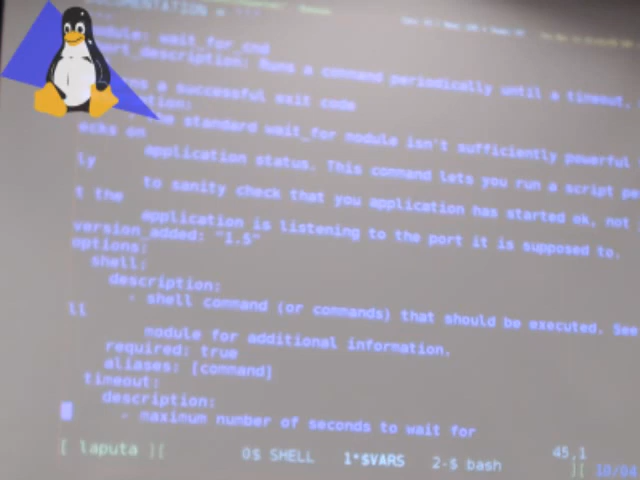 DOCUMENTATION = '''
module: wait_for_cmd
short_description: Runs a command periodically until a timeout,
a successful exit code
standard wait_for module isn't sufficiently powerful
ecks on
application status. This command lets you run a script pe
ly
to sanity check that you application has started ok, not
t the
application is listening to the port it is supposed to.
version_added: "1.5"
options:
shell:
description:
- shell command (or commands) that should be executed. See
ll
module for additional information.
required: true
aliases: [command]
timeout:
description:
- maximum number of seconds to wait for
45,1
[ laputa ][ 0$ SHELL 1*$VARS 2-$ bash ][ 10/04